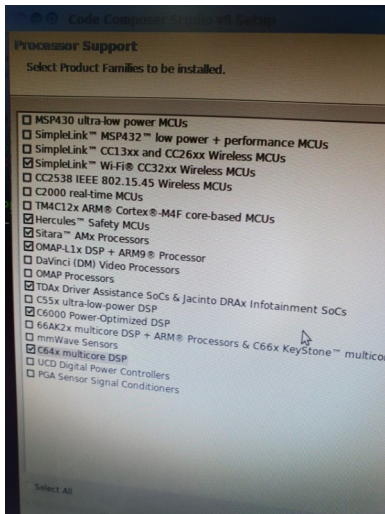 Code Composer Studio v8 Setup
Processor Support
Select Product Families to be installed.
MSP430 ultra-low power MCUs
SimpleLink™ MSP432™ low power + performance MCUs
SimpleLink™ CC13xx and CC26xx Wireless MCUs
SimpleLink™ Wi-Fi® CC32xx Wireless MCUs
CC2538 IEEE 802.15.45 Wireless MCUs
C2000 real-time MCUs
TM4C12x ARM® Cortex®-M4F core-based MCUs
Hercules™ Safety MCUs
Sitara™ AMx Processors
OMAP-L1x DSP + ARM9® Processor
DaVinci (DM) Video Processors
OMAP Processors
TDAx Driver Assistance SoCs & Jacinto DRAx Infotainment SoCs
C55x ultra-low-power DSP
C6000 Power-Optimized DSP
66AK2x multicore DSP + ARM® Processors & C66x KeyStone™ multico
mmWave Sensors
C64x multicore DSP
UCD Digital Power Controllers
PGA Sensor Signal Conditioners
Select All